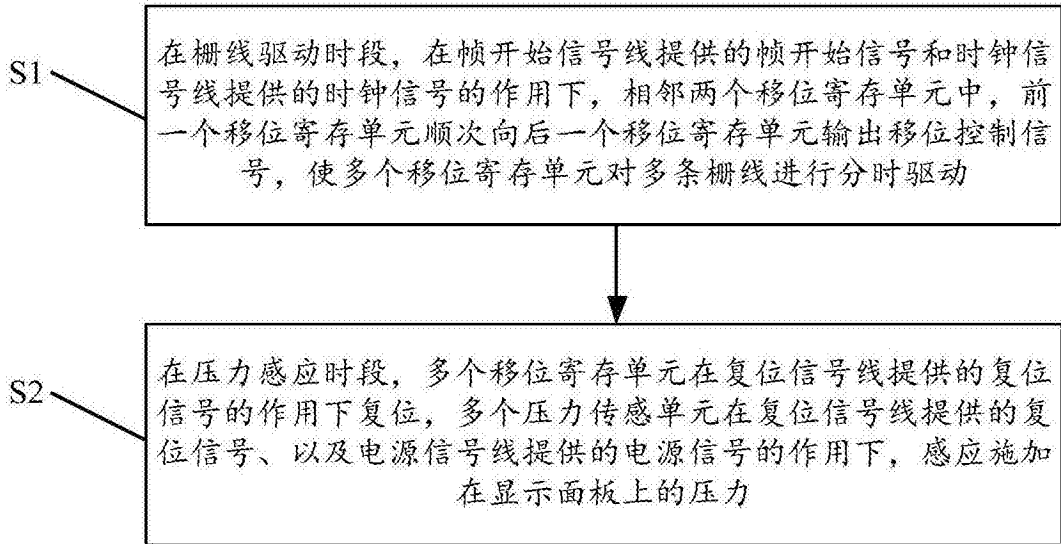 S1
在栅线驱动时段，在帧开始信号线提供的帧开始信号和时钟信
号线提供的时钟信号的作用下，相邻两个移位寄存单元中，前
一个移位寄存单元顺次向后一个移位寄存单元输出移位控制信
号，使多个移位寄存单元对多条栅线进行分时驱动
S2
在压力感应时段，多个移位寄存单元在复位信号线提供的复位
信号的作用下复位，多个压力传感单元在复位信号线提供的复
位信号、以及电源信号线提供的电源信号的作用下，感应施加
在显示面板上的压力